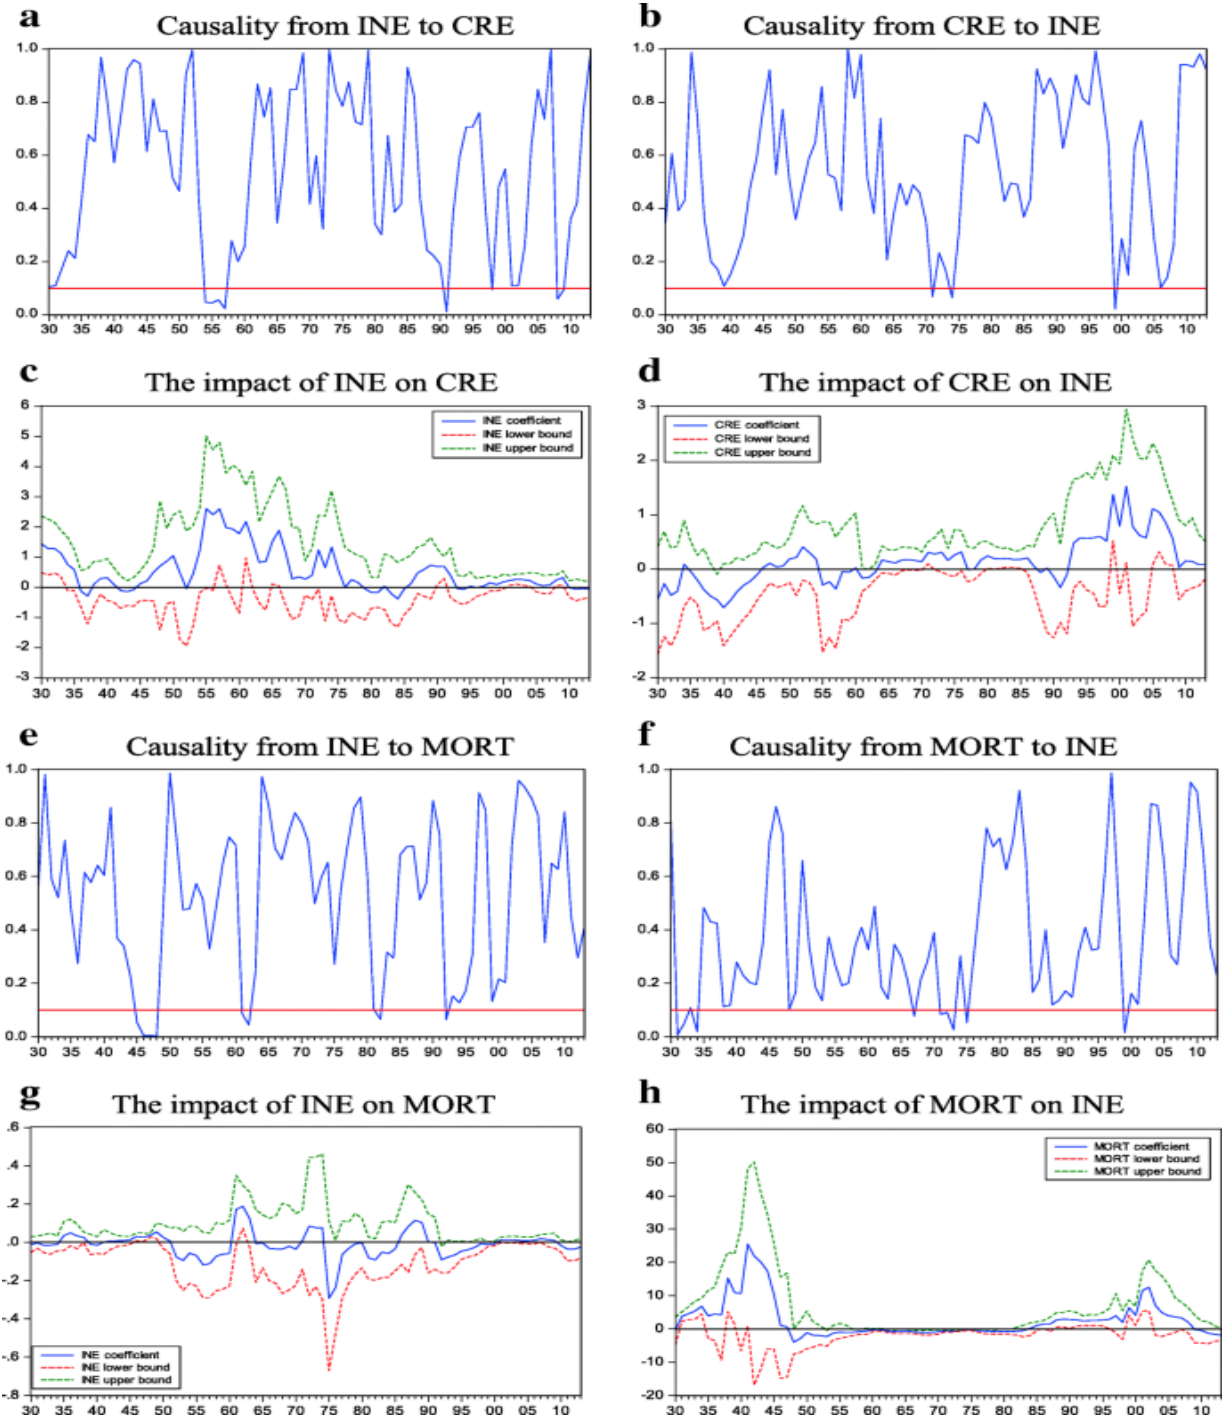 a
Causality from INE to CRE
1.0
0.8
0.6
0.4
0.2
0.0
30 35 40 45 50 55 60 65 70 75 80 85 90 95 00 05 10
b
Causality from CRE to INE
1.0
0.8
0.6
0.4
0.2
0.0
30 35 40 45 50 55 60 65 70 75 80 85 90 95 00 05 10
c
The impact of INE on CRE
6
5
4
3
2
1
0
-1
-2
-3
INE coefficient
INE lower bound
INE upper bound
30 35 40 45 50 55 60 65 70 75 80 85 90 95 00 05 10
d
The impact of CRE on INE
3
2
1
0
-1
-2
CRE coefficient
CRE lower bound
CRE upper bound
30 35 40 45 50 55 60 65 70 75 80 85 90 95 00 05 10
e
Causality from INE to MORT
1.0
0.8
0.6
0.4
0.2
0.0
30 35 40 45 50 55 60 65 70 75 80 85 90 95 00 05 10
f
Causality from MORT to INE
1.0
0.8
0.6
0.4
0.2
0.0
30 35 40 45 50 55 60 65 70 75 80 85 90 95 00 05 10
g
The impact of INE on MORT
.6
.4
.2
.0
-.2
-.4
-.6
-.8
INE coefficient
INE lower bound
INE upper bound
30 35 40 45 50 55 60 65 70 75 80 85 90 95 00 05 10
h
The impact of MORT on INE
60
50
40
30
20
10
0
-10
-20
MORT coefficient
MORT lower bound
MORT upper bound
30 35 40 45 50 55 60 65 70 75 80 85 90 95 00 05 10